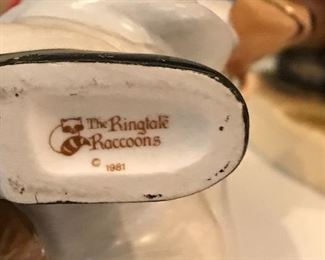 The Ringtale
Raccoons
© 1981